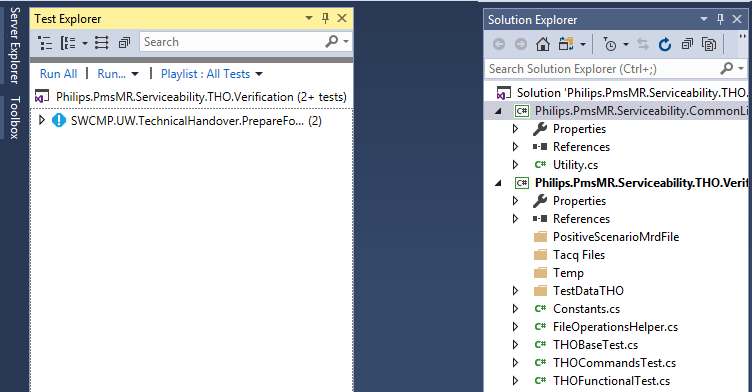 Server Explorer
Toolbox
Test Explorer
Search
Run All | Run... | Playlist : All Tests
Philips.PmsMR.Serviceability.THO.Verification (2+ tests)
SWCMP.UW.TechnicalHandover.PrepareFo... (2)
Solution Explorer
Search Solution Explorer (Ctrl+;)
Solution 'Philips.PmsMR.Serviceability.THO.
C# Philips.PmsMR.Serviceability.CommonLi
Properties
References
C# Utility.cs
C# Philips.PmsMR.Serviceability.THO.Verif
Properties
References
PositiveScenarioMrdFile
Tacq Files
Temp
TestDataTHO
C# Constants.cs
C# FileOperationsHelper.cs
C# THOBaseTest.cs
C# THOCommandsTest.cs
C# THOFunctionalTest.cs